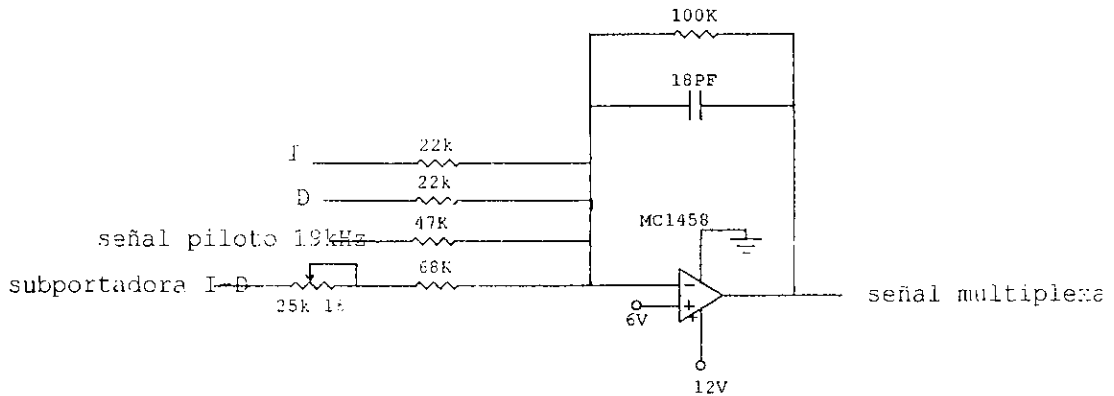 100K
18PF
I 22k
D 22k
señal piloto 19kHz 47K
subportadora I-D 25k 68K
MC1458
-
+
+
6V
12V
señal multiplexa